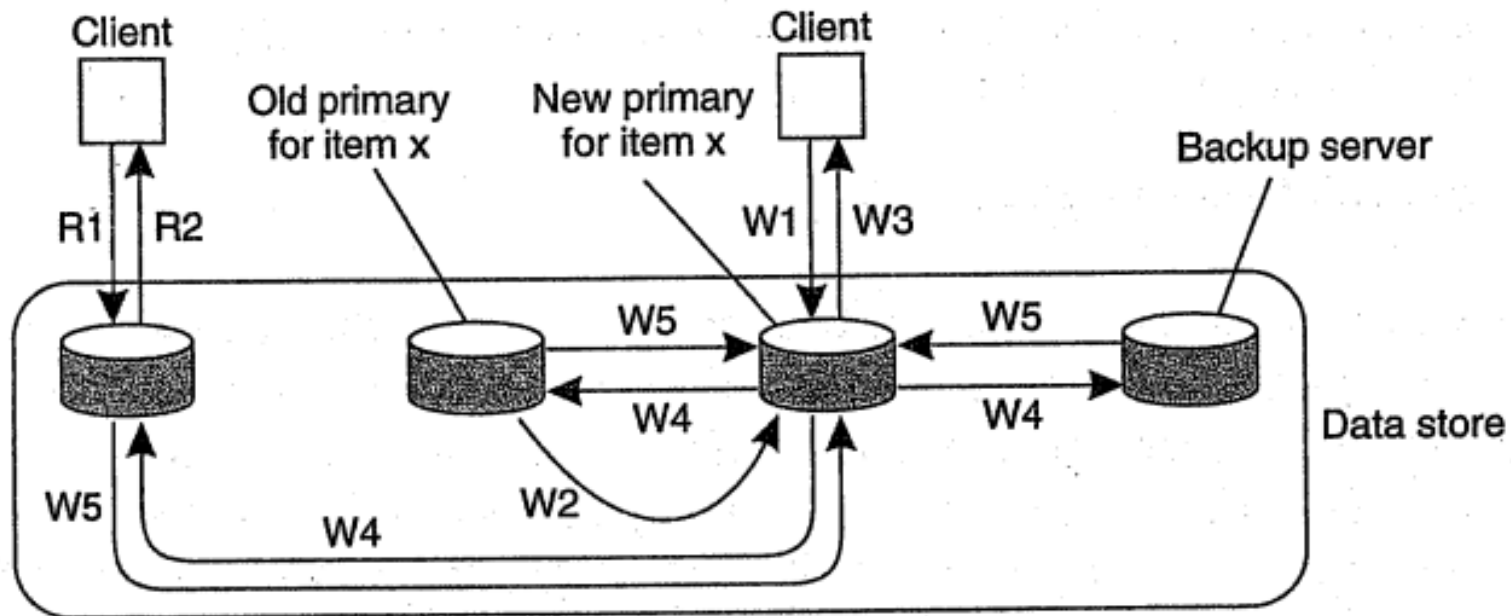 Client
Client
Old primary
for item x
New primary
for item x
Backup server
R1
R2
W1
W3
W5
W5
W4
W4
Data store
W5
W2
W4